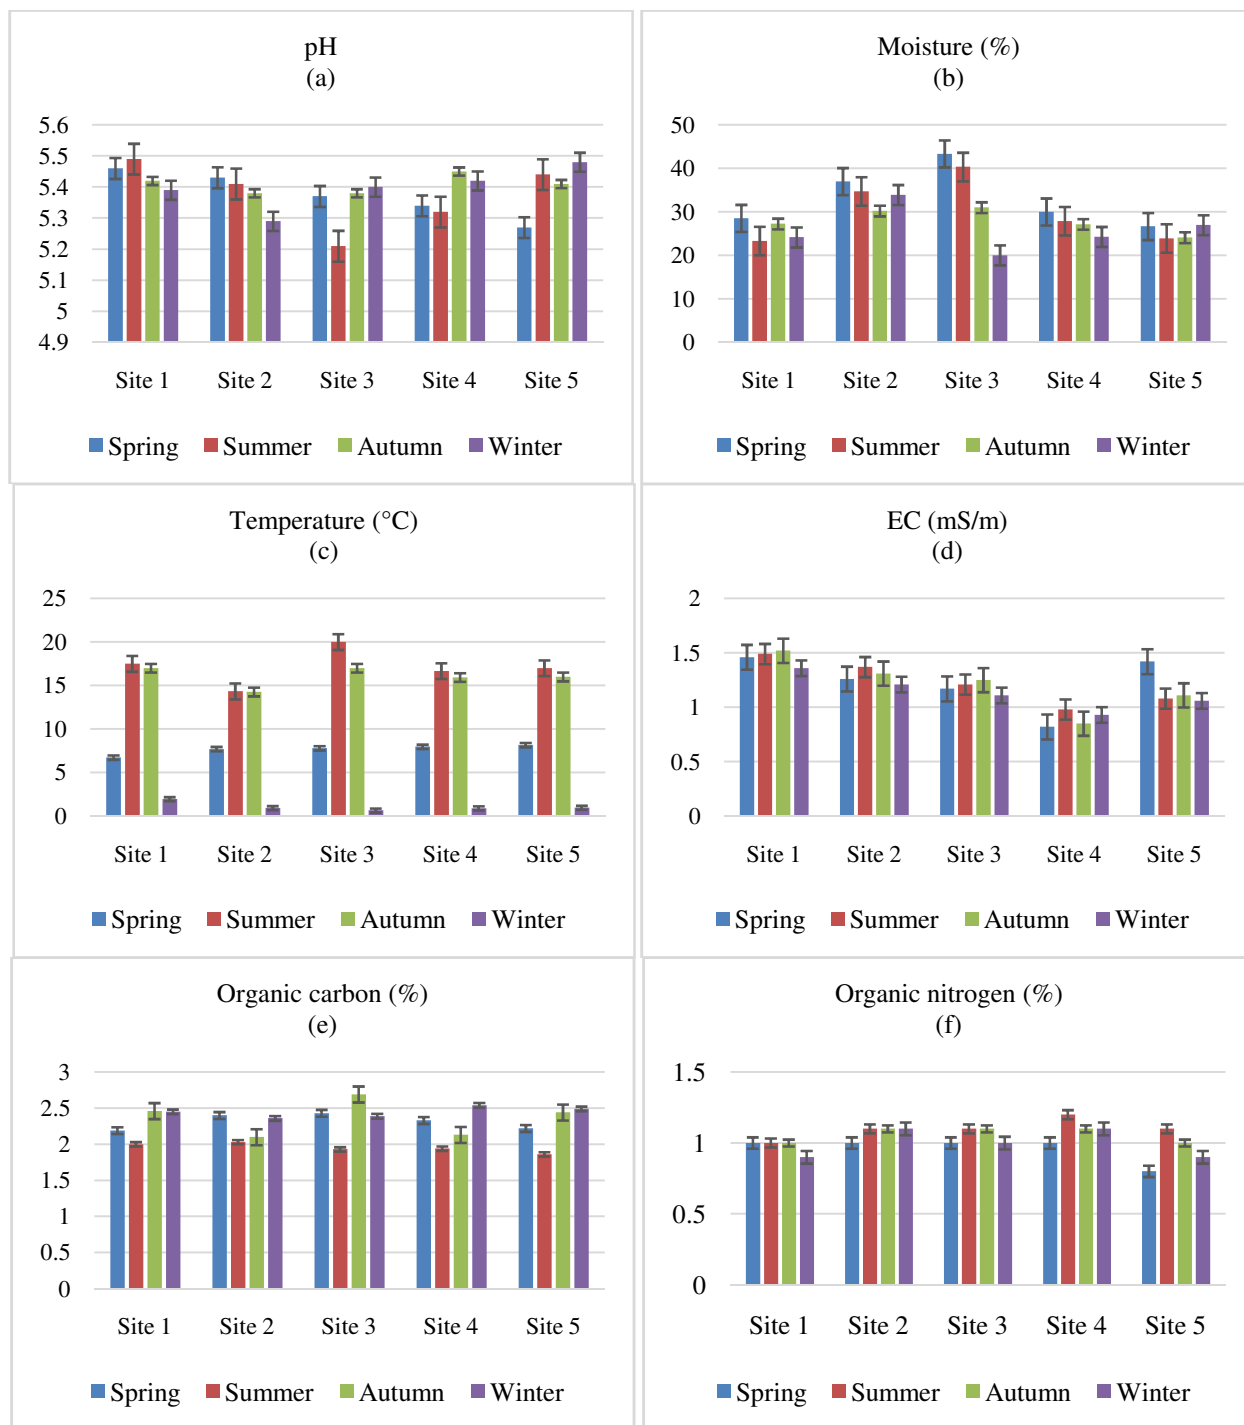 pH
(a)
5.6
5.5
5.4
5.3
5.2
5.1
5
4.9
Site 1 Site 2 Site 3 Site 4 Site 5
Spring Summer Autumn Winter
Moisture (%)
(b)
50
40
30
20
10
0
Site 1 Site 2 Site 3 Site 4 Site 5
Spring Summer Autumn Winter
Temperature (°C)
(c)
25
20
15
10
5
0
Site 1 Site 2 Site 3 Site 4 Site 5
Spring Summer Autumn Winter
EC (mS/m)
(d)
2
1.5
1
0.5
0
Site 1 Site 2 Site 3 Site 4 Site 5
Spring Summer Autumn Winter
Organic carbon (%)
(e)
3
2.5
2
1.5
1
0.5
0
Site 1 Site 2 Site 3 Site 4 Site 5
Spring Summer Autumn Winter
Organic nitrogen (%)
(f)
1.5
1
0.5
0
Site 1 Site 2 Site 3 Site 4 Site 5
Spring Summer Autumn Winter